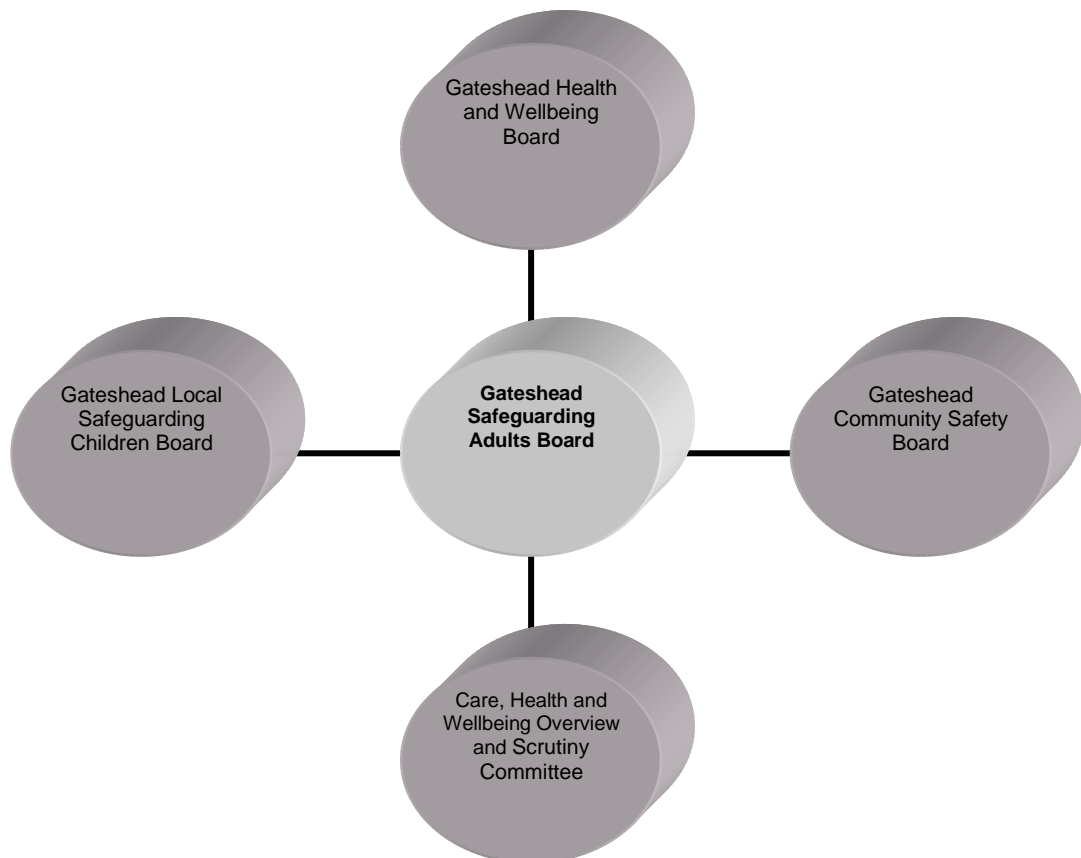 Gateshead Health
and Wellbeing
Board
Gateshead Local
Safeguarding
Children Board
Gateshead
Safeguarding
Adults Board
Gateshead
Community Safety
Board
Care, Health and
Wellbeing Overview
and Scrutiny
Committee